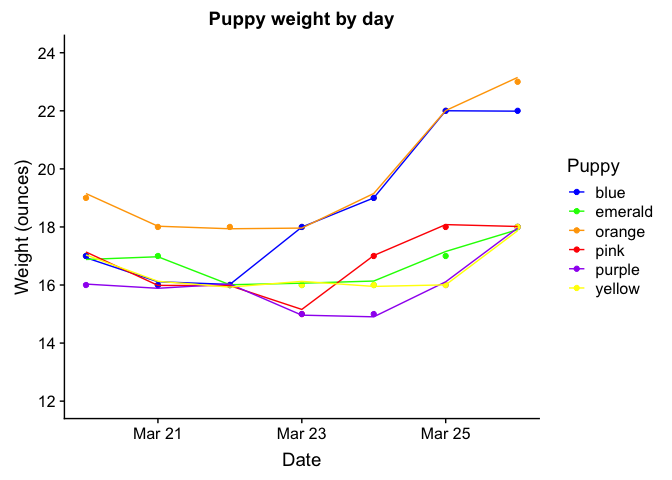 Puppy weight by day
Weight (ounces)
24
22
20
18
16
14
12
Mar 21
Mar 23
Mar 25
Date
Puppy
blue
emerald
orange
pink
purple
yellow